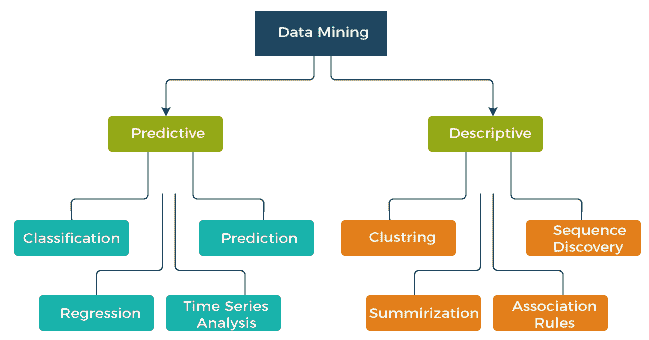 Data Mining
Predictive
Descriptive
Classification
Prediction
Clustring
Sequence
Discovery
Regression
Time Series
Analysis
Summirization
Association
Rules